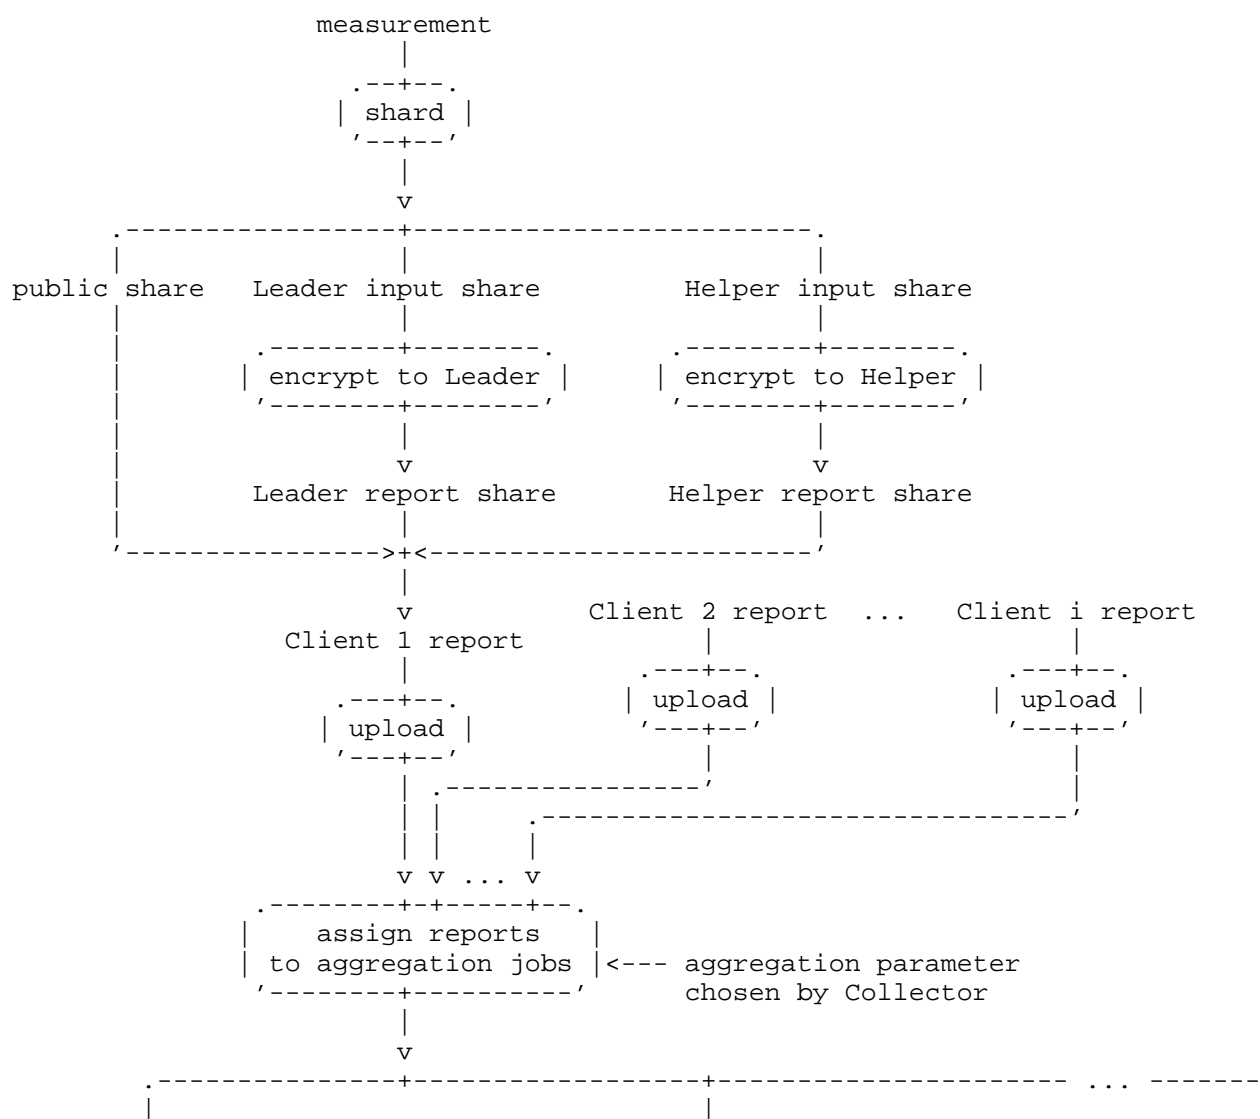 measurement
shard
v
public share Leader input share Helper input share
encrypt to Leader encrypt to Helper
v v
Leader report share Helper report share
v Client 2 report ... Client i report
Client 1 report
upload upload
upload
v v ... v
assign reports
to aggregation jobs <--- aggregation parameter
chosen by Collector
v
...